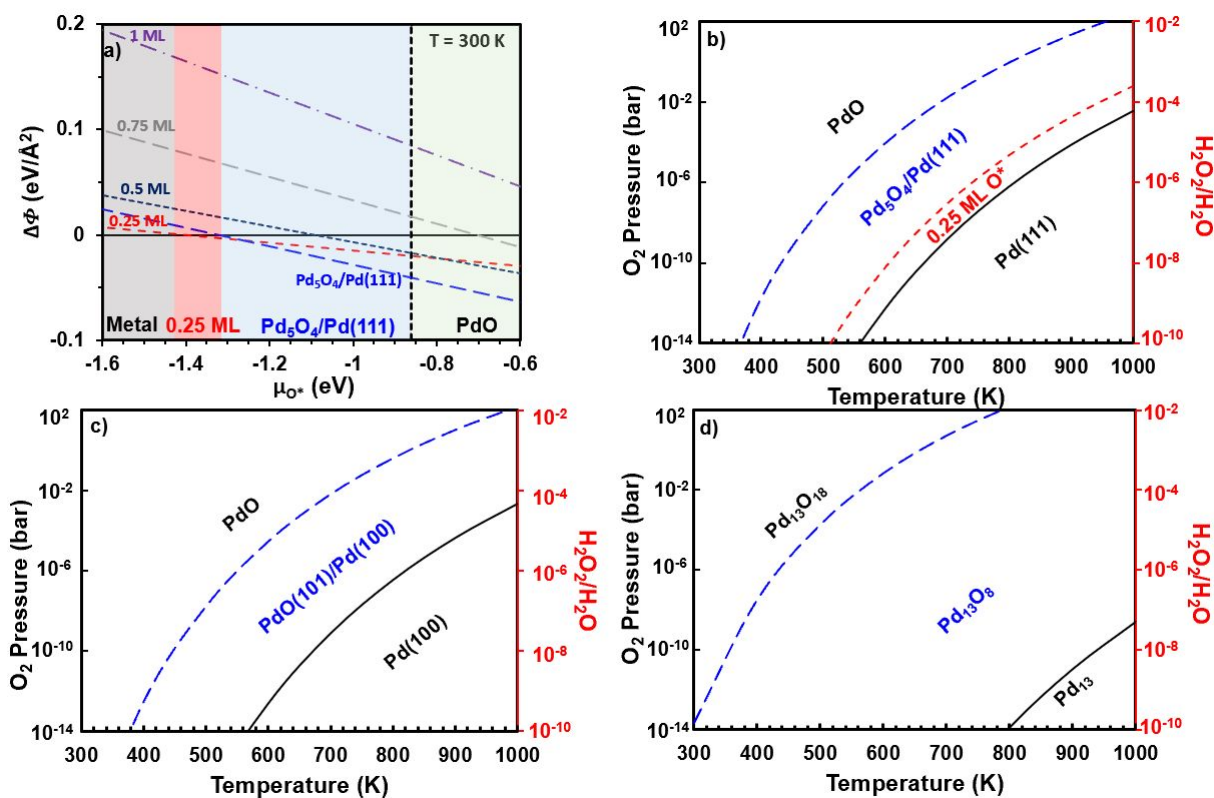 a)
T = 300 K
1 ML
0.75 ML
0.5 ML
0.25 ML
Pd₅O₄/Pd(111)
Metal
0.25 ML
Pd₅O₄/Pd(111)
PdO
0.2
0.1
0
-0.1
ΔΦ (eV/Å²)
-1.6
-1.4
-1.2
-1
-0.8
-0.6
μO* (eV)
b)
PdO
Pd₅O₄/Pd(111)
0.25 ML O*
Pd(111)
10²
10⁻²
10⁻⁶
10⁻¹⁰
10⁻¹⁴
O₂ Pressure (bar)
10⁻²
10⁻⁴
10⁻⁶
10⁻⁸
10⁻¹⁰
H₂O₂/H₂O
300
400
500
600
700
800
900
1000
Temperature (K)
c)
PdO
PdO(101)/Pd(100)
Pd(100)
10²
10⁻²
10⁻⁶
10⁻¹⁰
10⁻¹⁴
O₂ Pressure (bar)
10⁻²
10⁻⁴
10⁻⁶
10⁻⁸
10⁻¹⁰
H₂O₂/H₂O
300
400
500
600
700
800
900
1000
Temperature (K)
d)
Pd₁₃O₁₈
Pd₁₃O₈
Pd₁₃
10²
10⁻²
10⁻⁶
10⁻¹⁰
10⁻¹⁴
O₂ Pressure (bar)
10⁻²
10⁻⁴
10⁻⁶
10⁻⁸
10⁻¹⁰
H₂O₂/H₂O
300
400
500
600
700
800
900
1000
Temperature (K)